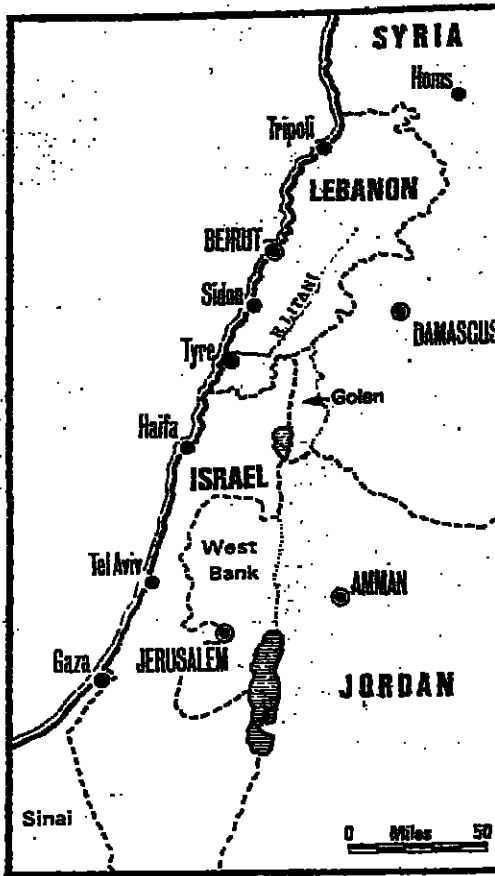 SYRIA
Homs
Tripoli
LEBANON
BEIRUT
R. LITANI
Sidon
DAMASCUS
Tyre
Golan
Haifa
ISRAEL
West
Bank
Tel Aviv
AMMAN
JERUSALEM
Gaza
JORDAN
Sinai
0 Miles 50